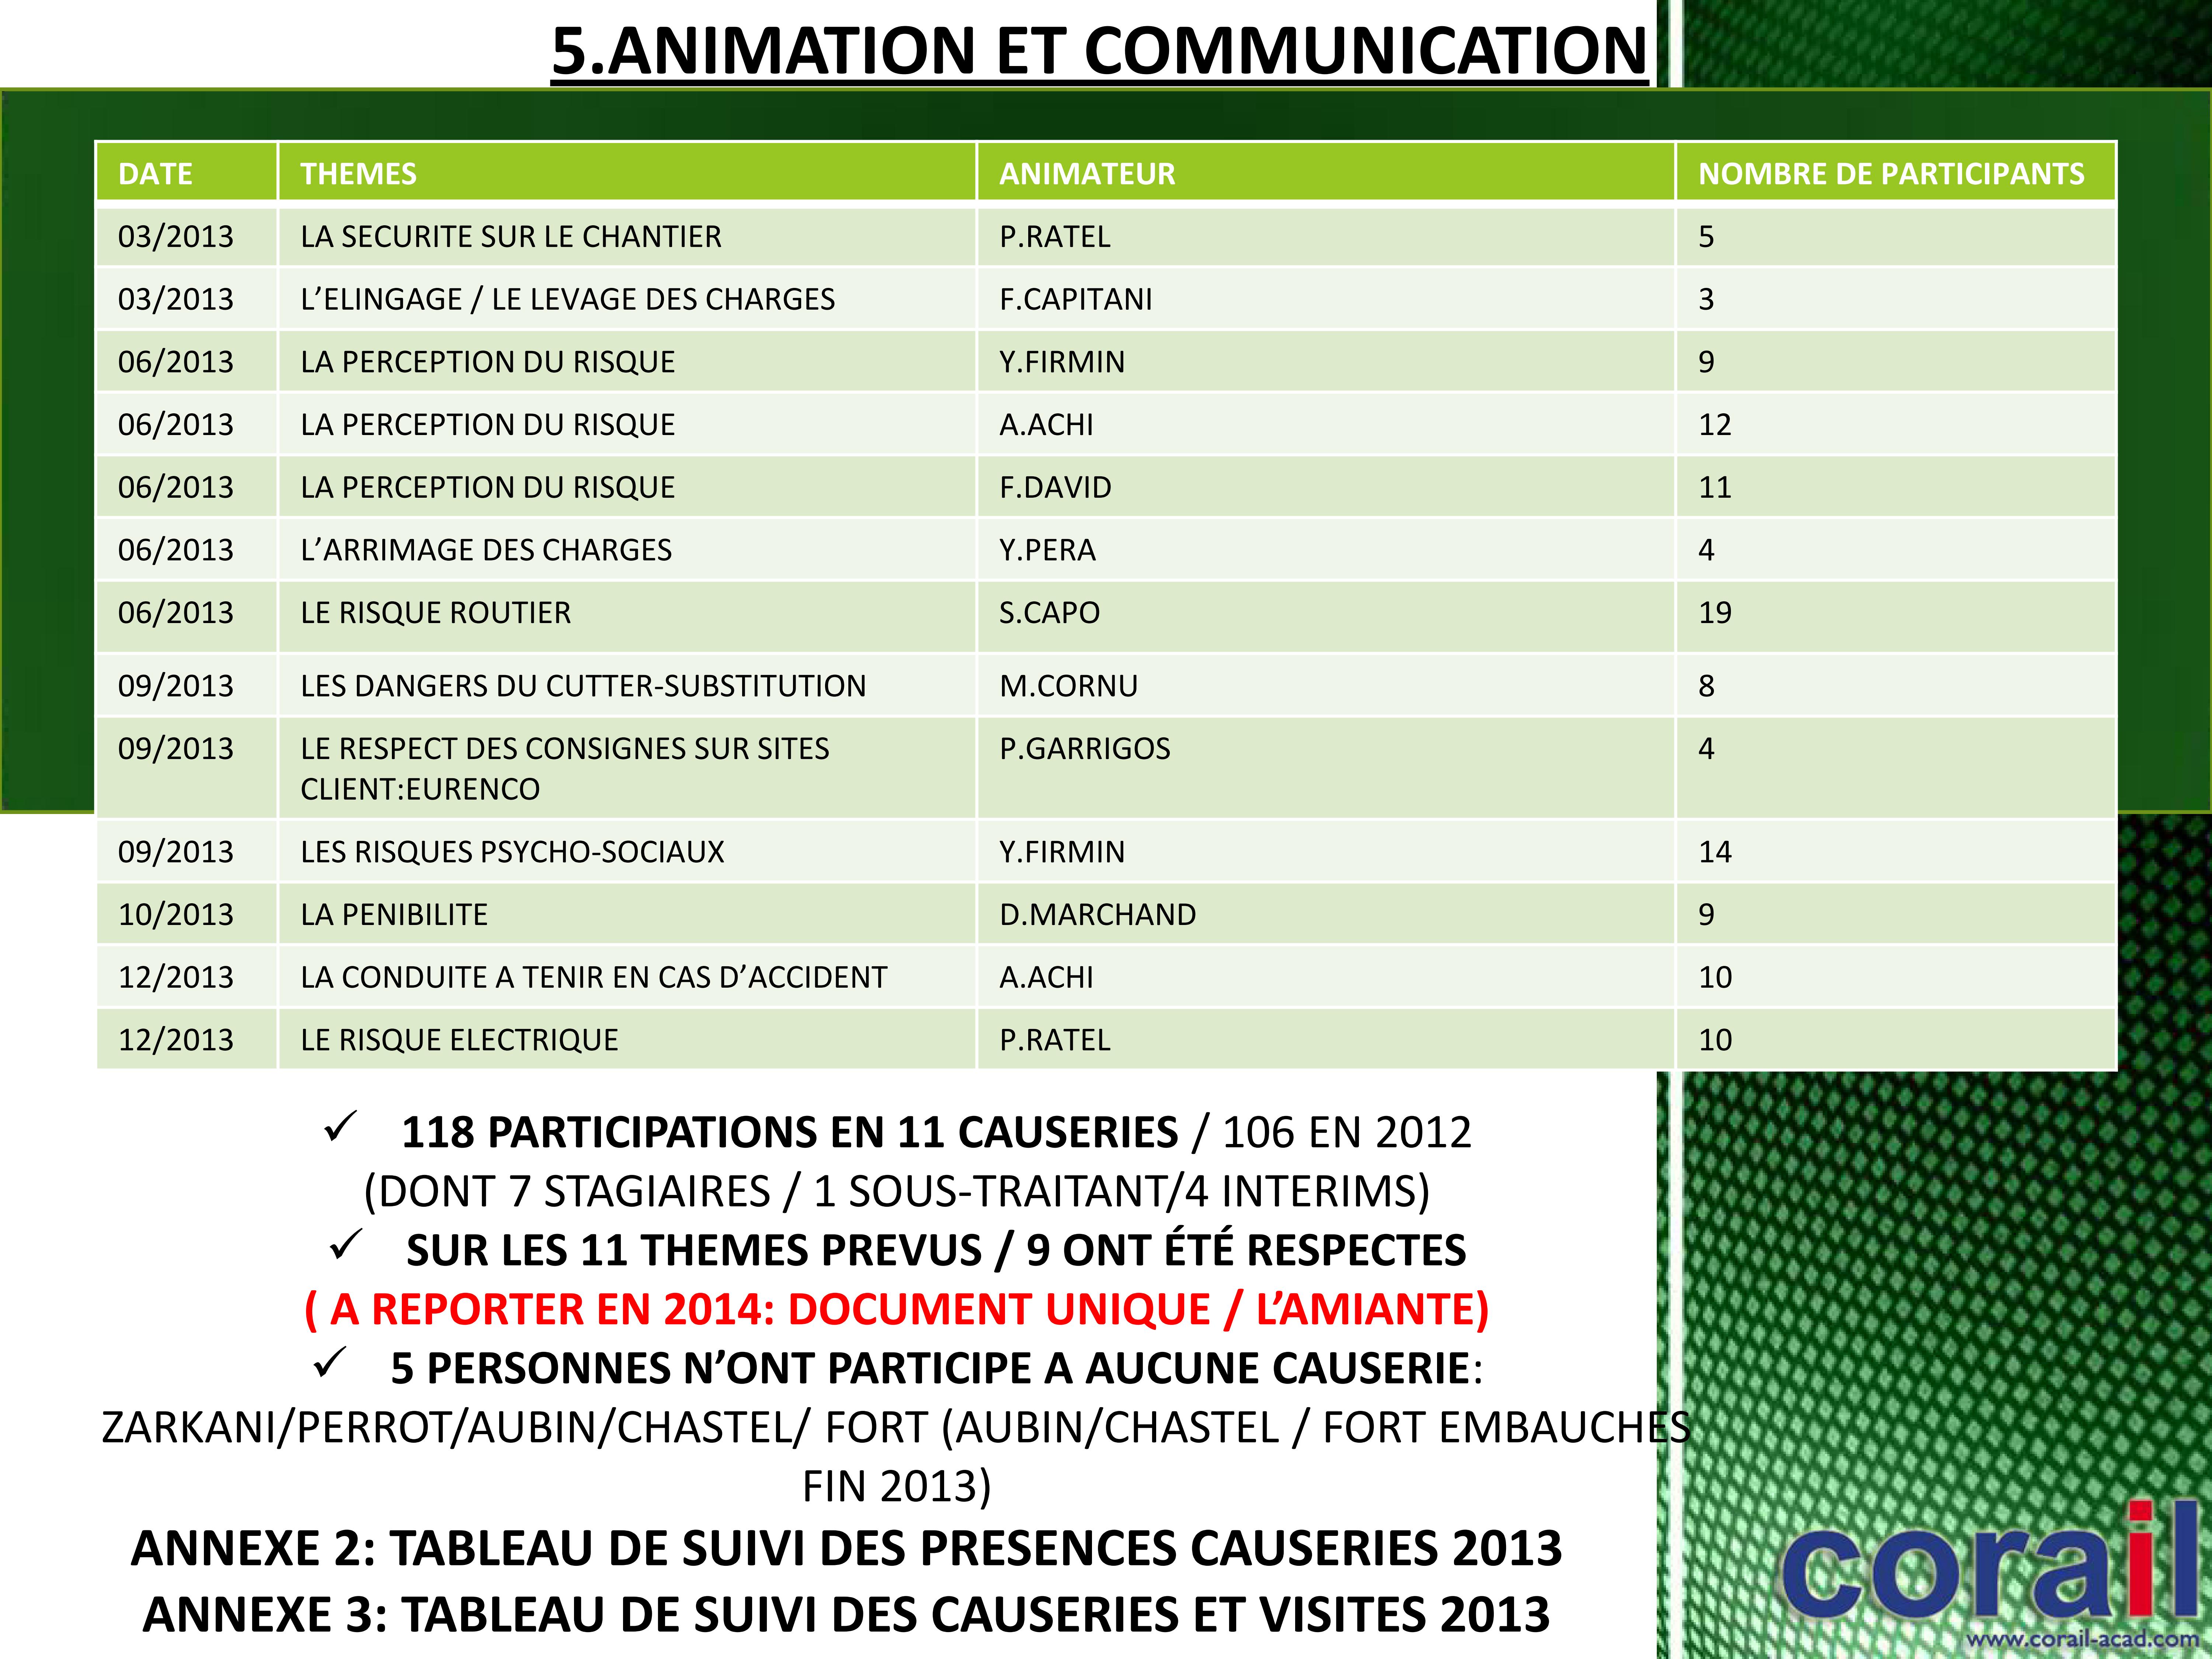 5.ANIMATION ET COMMUNICATION
DATE THEMES ANIMATEUR NOMBRE DE PARTICIPANTS
03/2013 LA SECURITE SUR LE CHANTIER P.RATEL 5
03/2013 L’ELINGAGE / LE LEVAGE DES CHARGES F.CAPITANI 3
06/2013 LA PERCEPTION DU RISQUE Y.FIRMIN 9
06/2013 LA PERCEPTION DU RISQUE A.ACHI 12
06/2013 LA PERCEPTION DU RISQUE F.DAVID 11
06/2013 L’ARRIMAGE DES CHARGES Y.PERA 4
06/2013 LE RISQUE ROUTIER S.CAPO 19
09/2013 LES DANGERS DU CUTTER-SUBSTITUTION M.CORNU 8
09/2013 LE RESPECT DES CONSIGNES SUR SITES P.GARRIGOS 4
CLIENT:EURENCO
09/2013 LES RISQUES PSYCHO-SOCIAUX Y.FIRMIN 14
10/2013 LA PENIBILITE D.MARCHAND 9
12/2013 LA CONDUITE A TENIR EN CAS D’ACCIDENT A.ACHI 10
12/2013 LE RISQUE ELECTRIQUE P.RATEL 10
✓ 118 PARTICIPATIONS EN 11 CAUSERIES / 106 EN 2012
(DONT 7 STAGIAIRES / 1 SOUS-TRAITANT/4 INTERIMS)
✓ SUR LES 11 THEMES PREVUS / 9 ONT ÉTÉ RESPECTES
( A REPORTER EN 2014: DOCUMENT UNIQUE / L’AMIANTE)
✓ 5 PERSONNES N’ONT PARTICIPE A AUCUNE CAUSERIE:
ZARKANI/PERROT/AUBIN/CHASTEL/ FORT (AUBIN/CHASTEL / FORT EMBAUCHES
FIN 2013)
ANNEXE 2: TABLEAU DE SUIVI DES PRESENCES CAUSERIES 2013
ANNEXE 3: TABLEAU DE SUIVI DES CAUSERIES ET VISITES 2013
corail
www.corail-acad.com